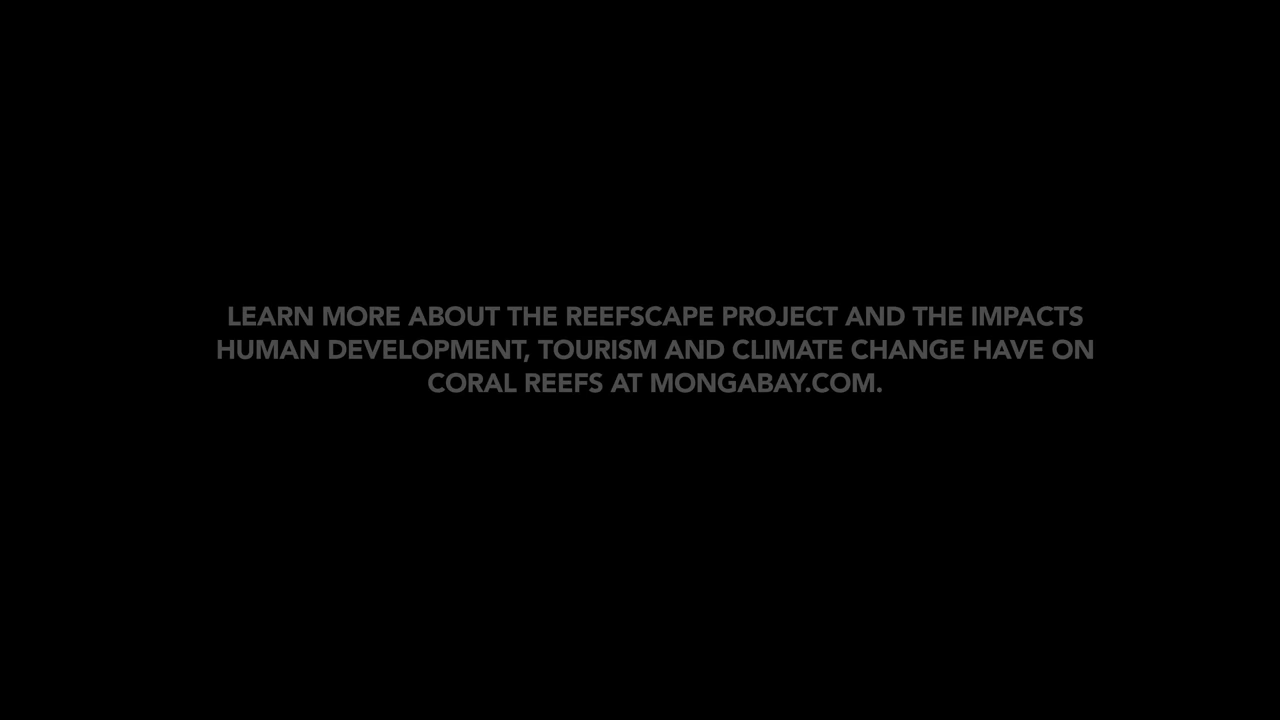 LEARN MORE ABOUT THE REEFSCAPE PROJECT AND THE IMPACTS
HUMAN DEVELOPMENT, TOURISM AND CLIMATE CHANGE HAVE ON
CORAL REEFS AT MONGABAY.COM.